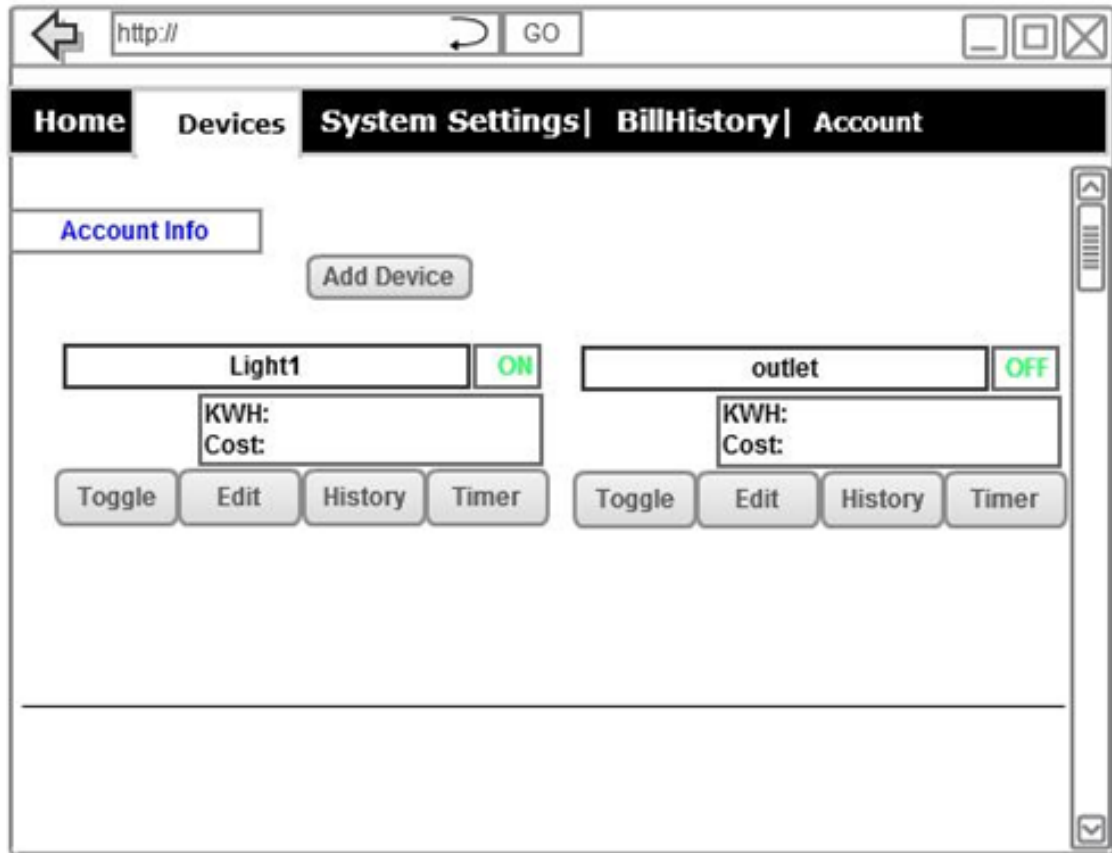 http:// GO
Home Devices System Settings| BillHistory| Account
Account Info
Add Device
Light1 ON outlet OFF
KWH: KWH:
Cost: Cost:
Toggle Edit History Timer Toggle Edit History Timer